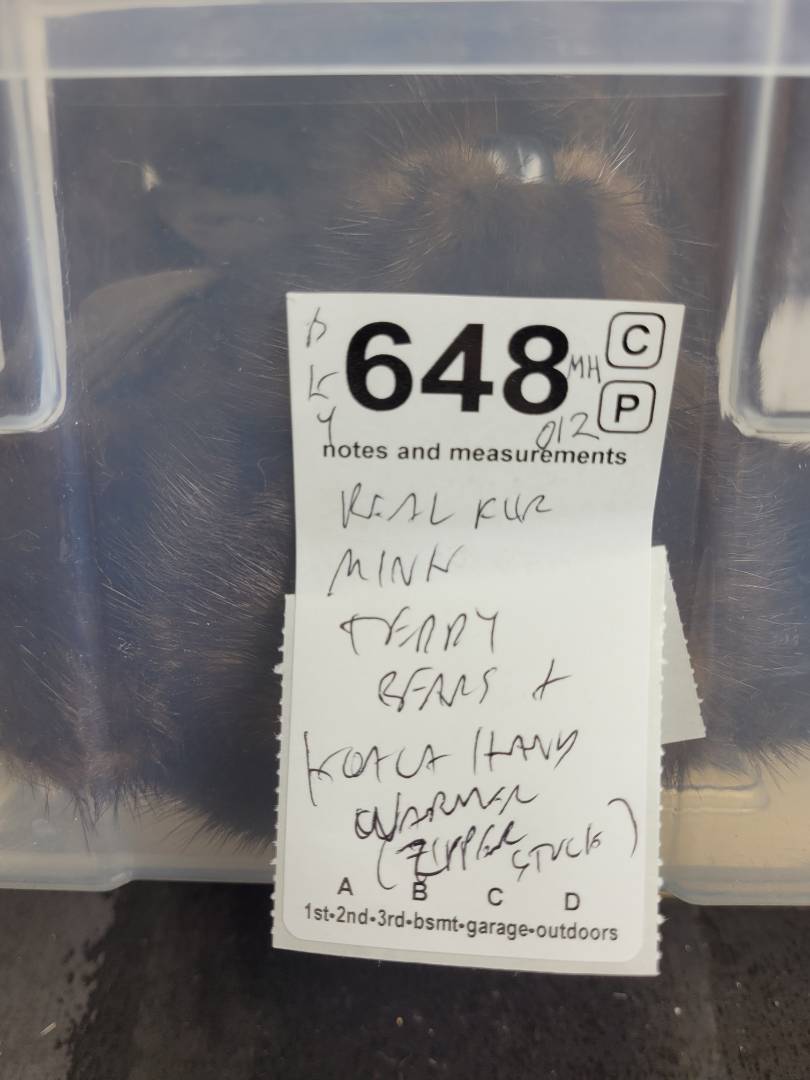 648
MH
C
P
012
notes and measurements
REAL FUR
MINK
TEDDY
BEARS +
KOALA HAND
WARMER
(ZIPPER STUCK)
A B C D
1st•2nd•3rd•bsmt•garage•outdoors